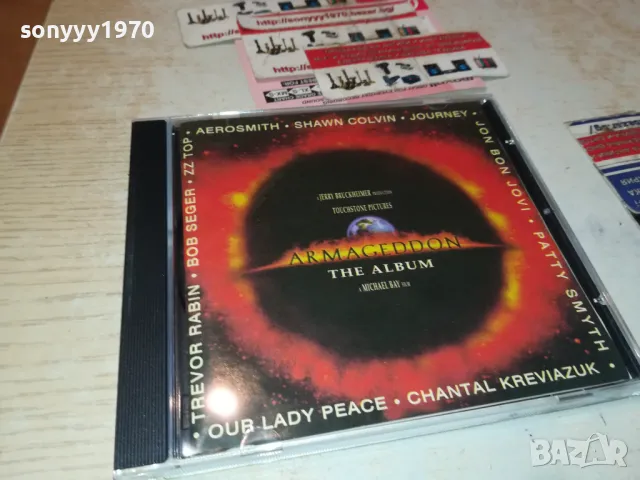 sonyyy1970
http://sonyyy1970.bazar.bg/
AEROSMITH • SHAWN COLVIN • JOURNEY •
JON BON JOVI • PATTY SMYTH •
• TREVOR RABIN • BOB SEGER • ZZ TOP •
• OUR LADY PEACE • CHANTAL KREVIAZUK •
A JERRY BRUCKHEIMER PRODUCTION
TOUCHSTONE PICTURES
ARMAGEDDON
THE ALBUM
A MICHAEL BAY FILM
BAZAR
bg